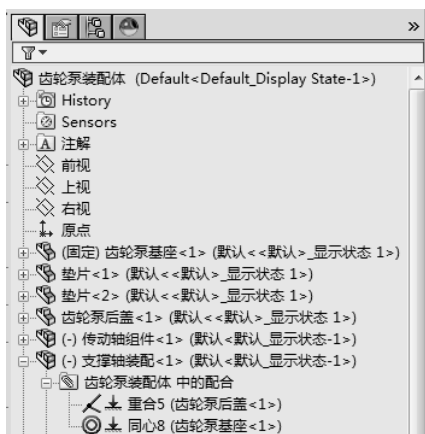 »
齿轮泵装配体 (Default<Default_Display State-1>)
History
Sensors
A 注解
前视
上视
右视
原点
(固定) 齿轮泵基座<1> (默认<<默认>_显示状态 1>)
垫片<1> (默认<<默认>_显示状态 1>)
垫片<2> (默认<<默认>_显示状态 1>)
齿轮泵后盖<1> (默认<<默认>_显示状态 1>)
(-) 传动轴组件<1> (默认<默认_显示状态-1>)
(-) 支撑轴装配<1> (默认<默认_显示状态-1>)
齿轮泵装配体 中的配合
重合5 (齿轮泵后盖<1>)
同心8 (齿轮泵基座<1>)